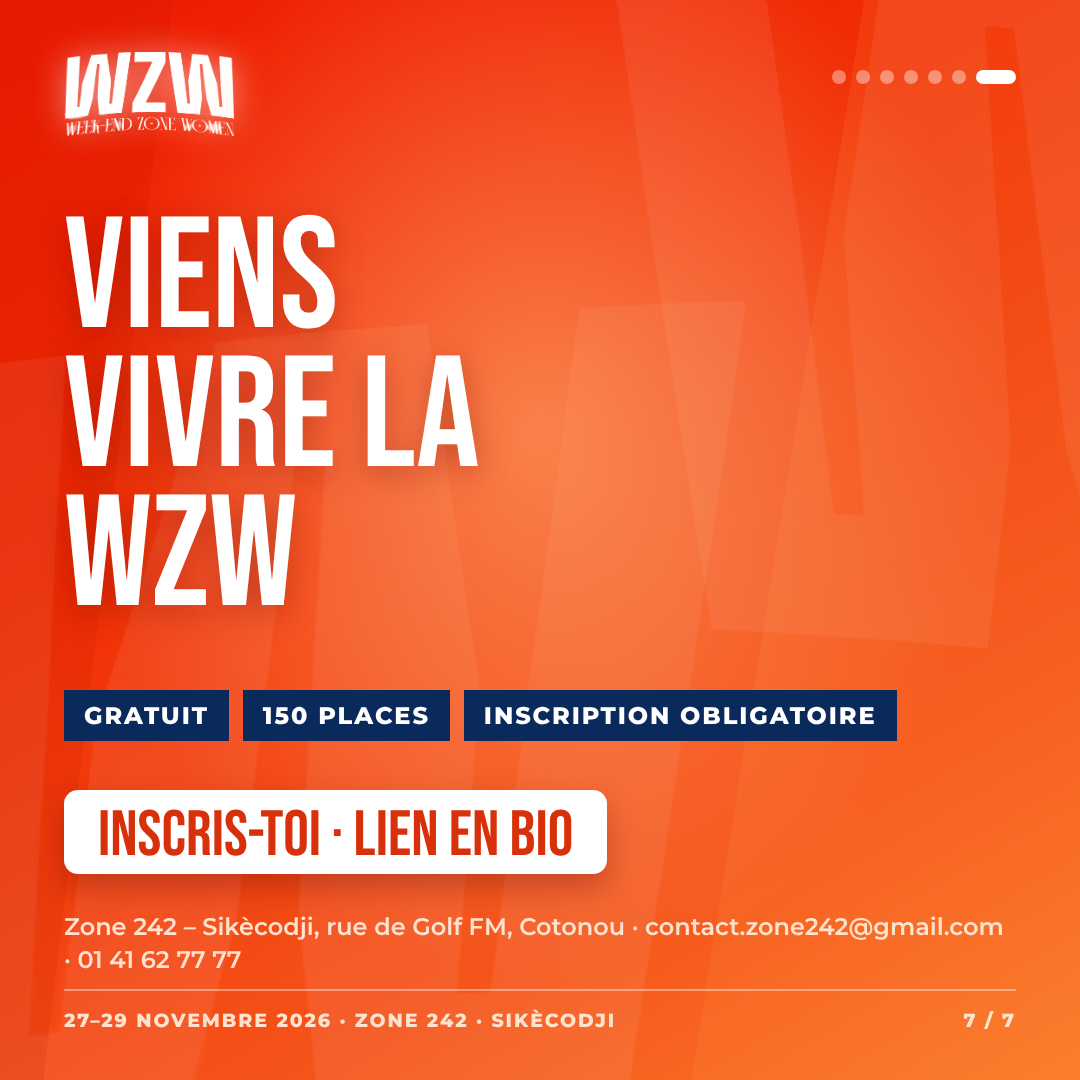 WZW
WEEK-END ZONE WOMEN
VIENS
VIVRE LA
WZW
GRATUIT
150 PLACES
INSCRIPTION OBLIGATOIRE
INSCRIS-TOI · LIEN EN BIO
Zone 242 – Sikècodji, rue de Golf FM, Cotonou · contact.zone242@gmail.com
· 01 41 62 77 77
27–29 NOVEMBRE 2026 · ZONE 242 · SIKÈCODJI
7 / 7